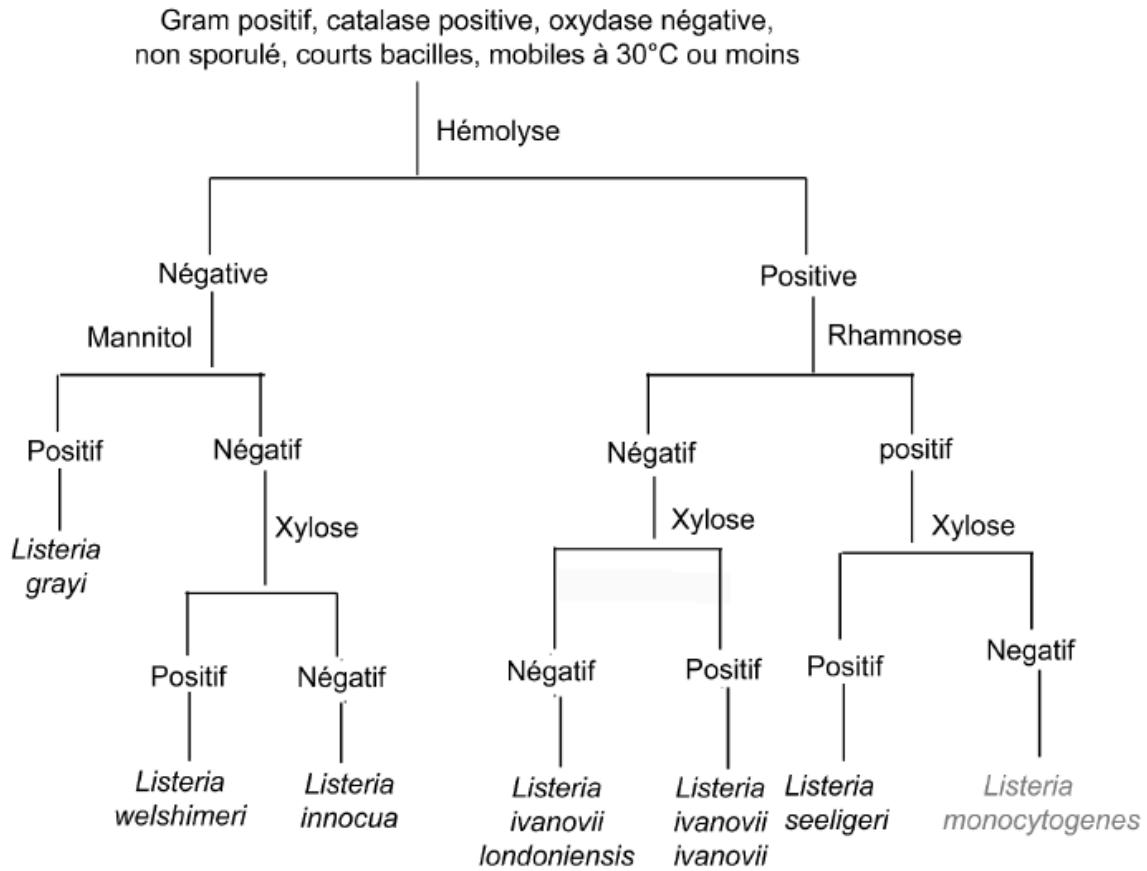 Gram positif, catalase positive, oxydase négative,
non sporulé, courts bacilles, mobiles à 30°C ou moins
Hémolyse
Négative
Positive
Mannitol
Rhamnose
Positif
Négatif
Négatif
positif
Listeria
grayi
Xylose
Xylose
Xylose
Positif
Négatif
Négatif
Positif
Positif
Negatif
Listeria
welshimeri
Listeria
innocua
Listeria
ivanovii
londoniensis
Listeria
ivanovii
ivanovii
Listeria
seeligeri
Listeria
monocytogenes